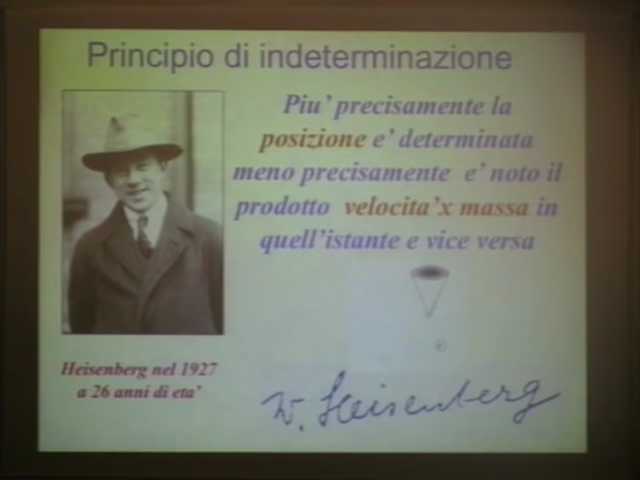 Principio di indeterminazione
Piu' precisamente la
posizione e' determinata
meno precisamente e' noto il
prodotto velocita'x massa in
quell'istante e vice versa
Heisenberg nel 1927
a 26 anni di eta'
W. Heisenberg